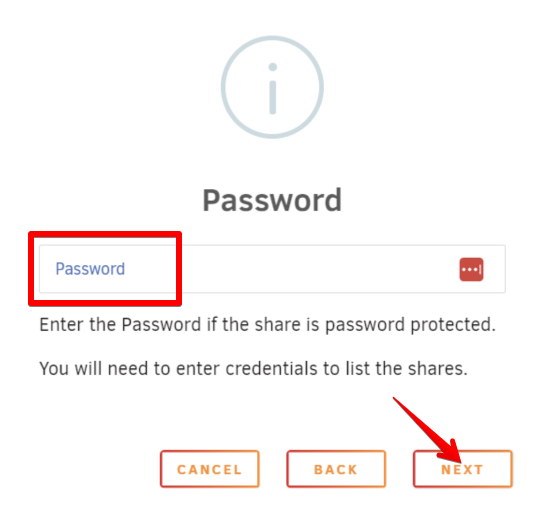 Password
Password
Enter the Password if the share is password protected.
You will need to enter credentials to list the shares.
CANCEL BACK NEXT